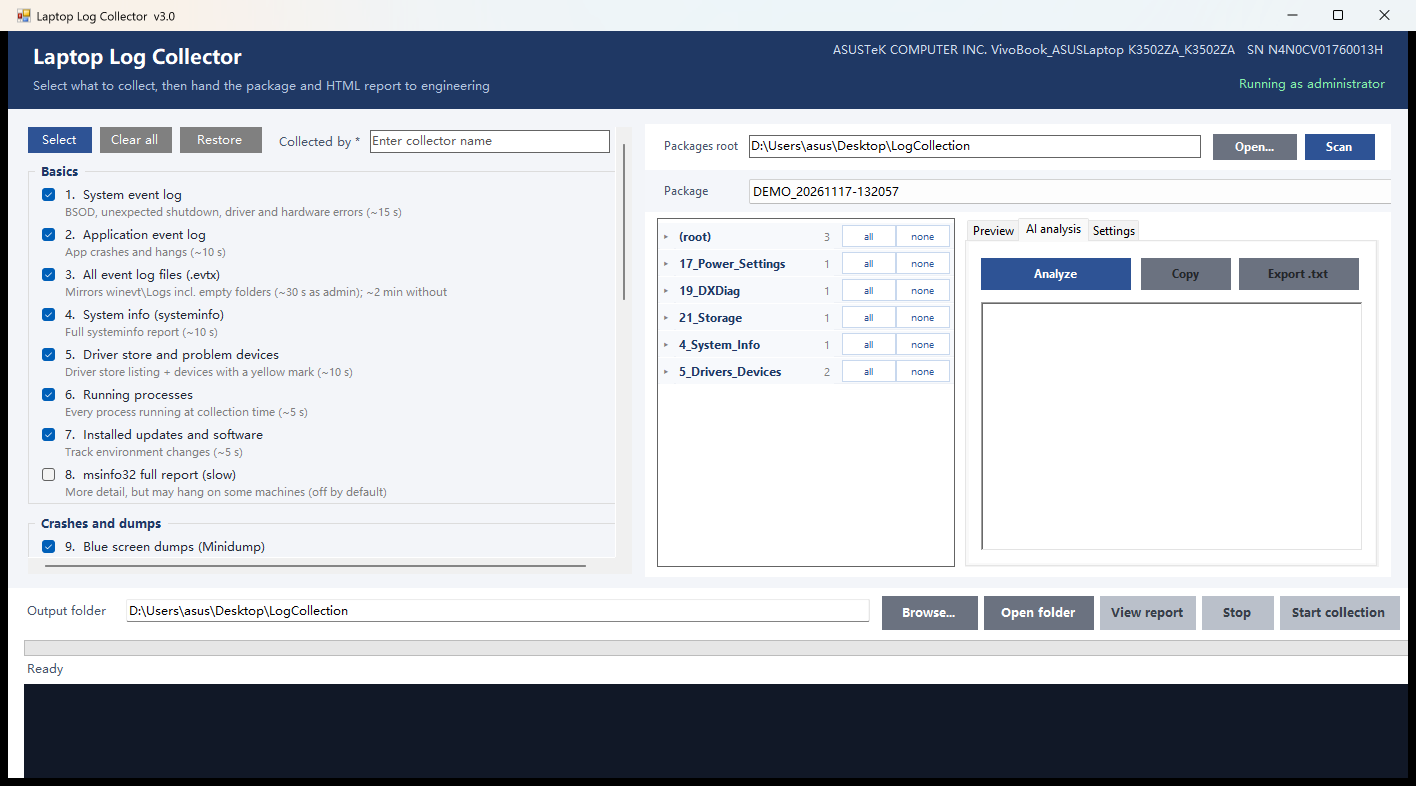 Laptop Log Collector v3.0
Laptop Log Collector
Select what to collect, then hand the package and HTML report to engineering
ASUSTeK COMPUTER INC. VivoBook_ASUSLaptop K3502ZA_K3502ZA SN N4N0CV01760013H
Running as administrator
Select
Clear all
Restore
Collected by *
Enter collector name
Basics
1. System event log
BSOD, unexpected shutdown, driver and hardware errors (~15 s)
2. Application event log
App crashes and hangs (~10 s)
3. All event log files (.evtx)
Mirrors winevt\Logs incl. empty folders (~30 s as admin); ~2 min without
4. System info (systeminfo)
Full systeminfo report (~10 s)
5. Driver store and problem devices
Driver store listing + devices with a yellow mark (~10 s)
6. Running processes
Every process running at collection time (~5 s)
7. Installed updates and software
Track environment changes (~5 s)
8. msinfo32 full report (slow)
More detail, but may hang on some machines (off by default)
Crashes and dumps
9. Blue screen dumps (Minidump)
Packages root
D:\Users\asus\Desktop\LogCollection
Open...
Scan
Package
DEMO_20261117-132057
(root) 3 all none
17_Power_Settings 1 all none
19_DXDiag 1 all none
21_Storage 1 all none
4_System_Info 1 all none
5_Drivers_Devices 2 all none
Preview
AI analysis
Settings
Analyze
Copy
Export .txt
Output folder
D:\Users\asus\Desktop\LogCollection
Browse...
Open folder
View report
Stop
Start collection
Ready